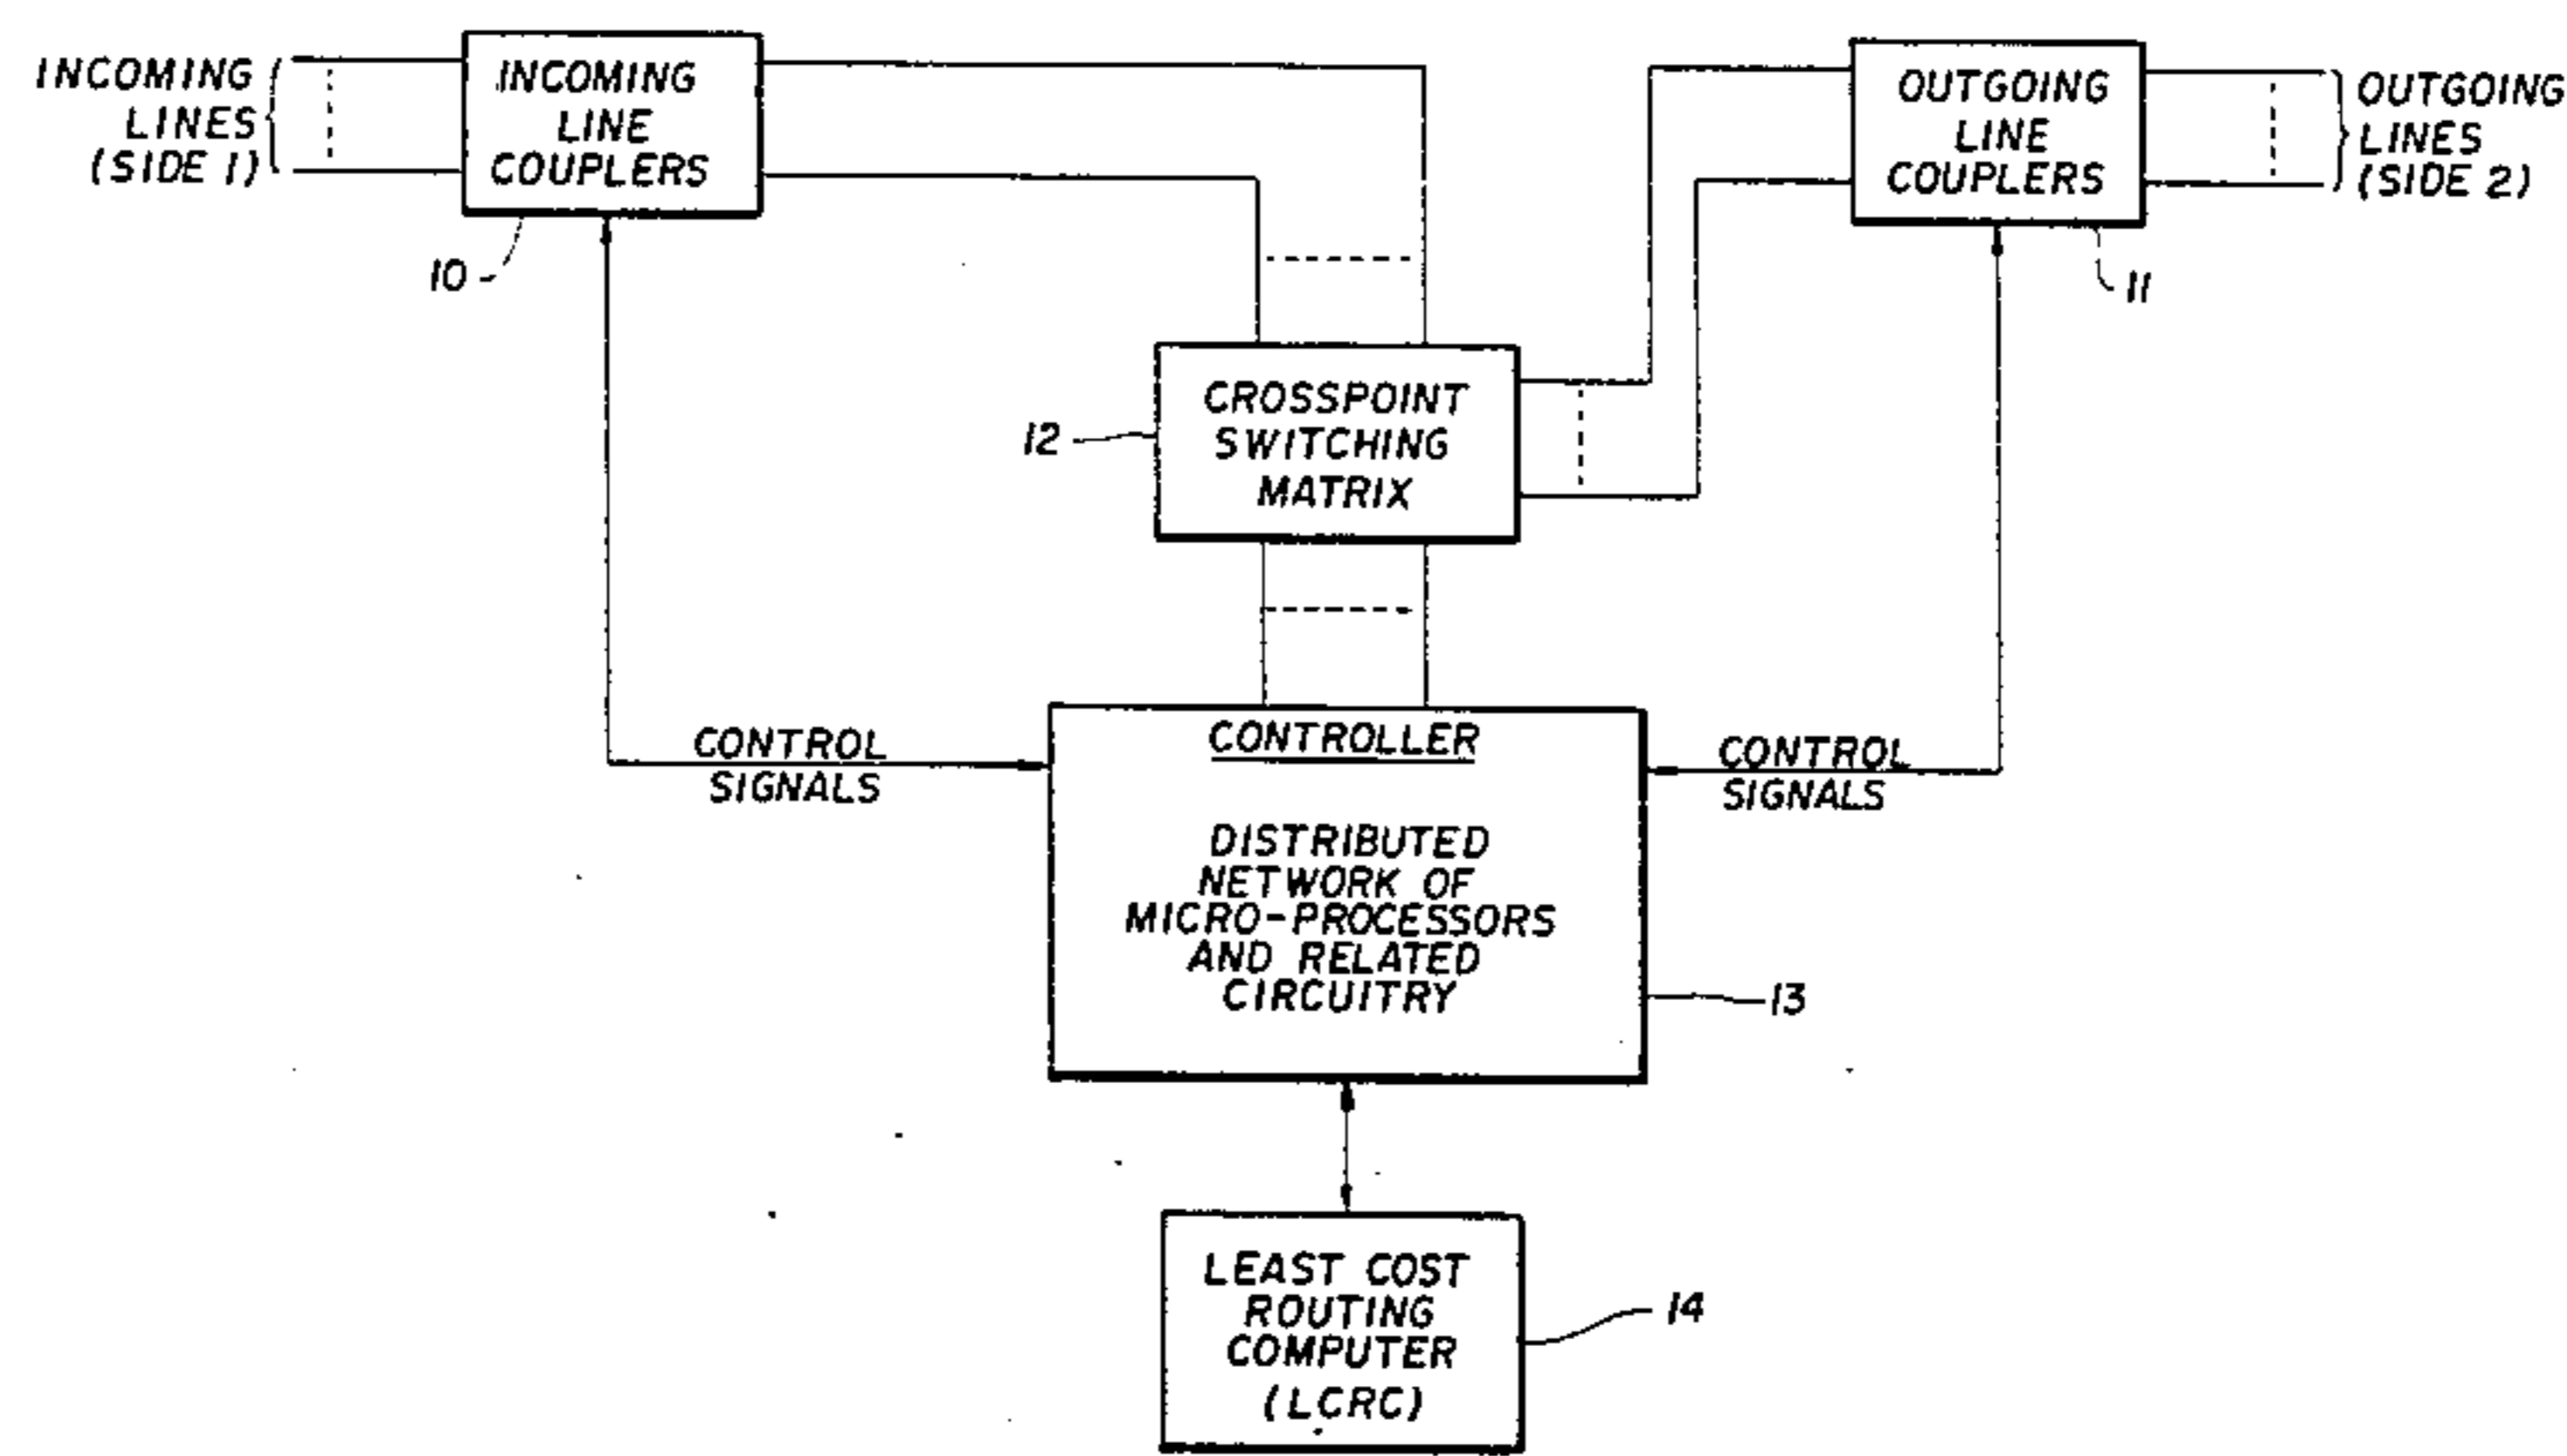 INCOMING
LINES
(SIDE 1)
INCOMING
LINE
COUPLERS
10
OUTGOING
LINE
COUPLERS
11
OUTGOING
LINES
(SIDE 2)
12
CROSSPOINT
SWITCHING
MATRIX
CONTROL
SIGNALS
CONTROLLER
DISTRIBUTED
NETWORK OF
MICRO-PROCESSORS
AND RELATED
CIRCUITRY
13
CONTROL
SIGNALS
LEAST COST
ROUTING
COMPUTER
(LCRC)
14